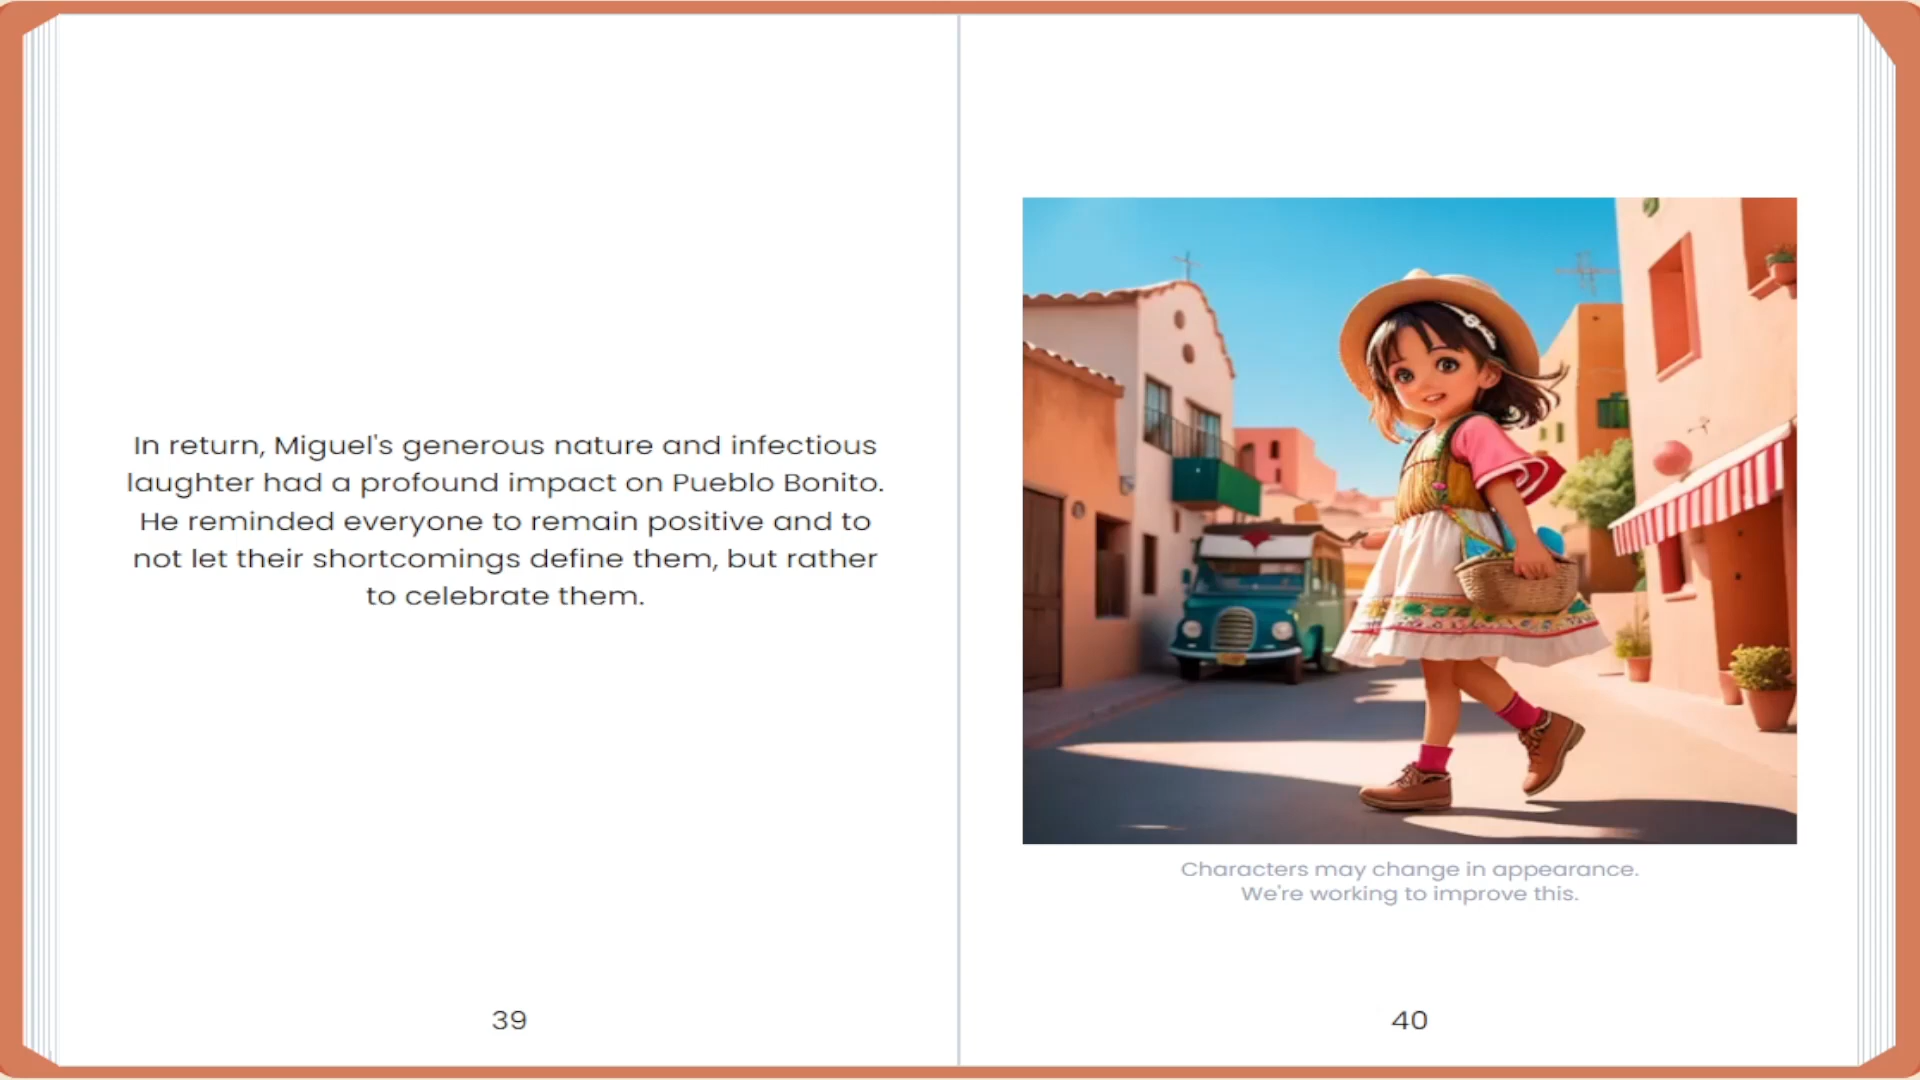 In return, Miguel's generous nature and infectious
laughter had a profound impact on Pueblo Bonito.
He reminded everyone to remain positive and to
not let their shortcomings define them, but rather
to celebrate them.
39
Characters may change in appearance.
We're working to improve this.
40